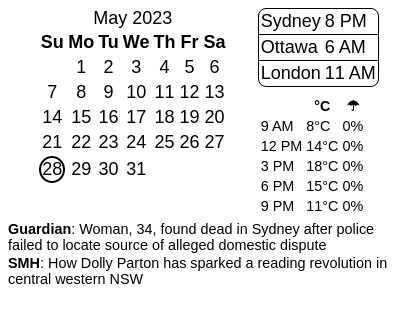 May 2023
Su Mo Tu We Th Fr Sa
1 2 3 4 5 6
7 8 9 10 11 12 13
14 15 16 17 18 19 20
21 22 23 24 25 26 27
28 29 30 31
Sydney 8 PM
Ottawa 6 AM
London 11 AM
°C ☂
9 AM 8°C 0%
12 PM 14°C 0%
3 PM 18°C 0%
6 PM 15°C 0%
9 PM 11°C 0%
Guardian: Woman, 34, found dead in Sydney after police
failed to locate source of alleged domestic dispute
SMH: How Dolly Parton has sparked a reading revolution in
central western NSW